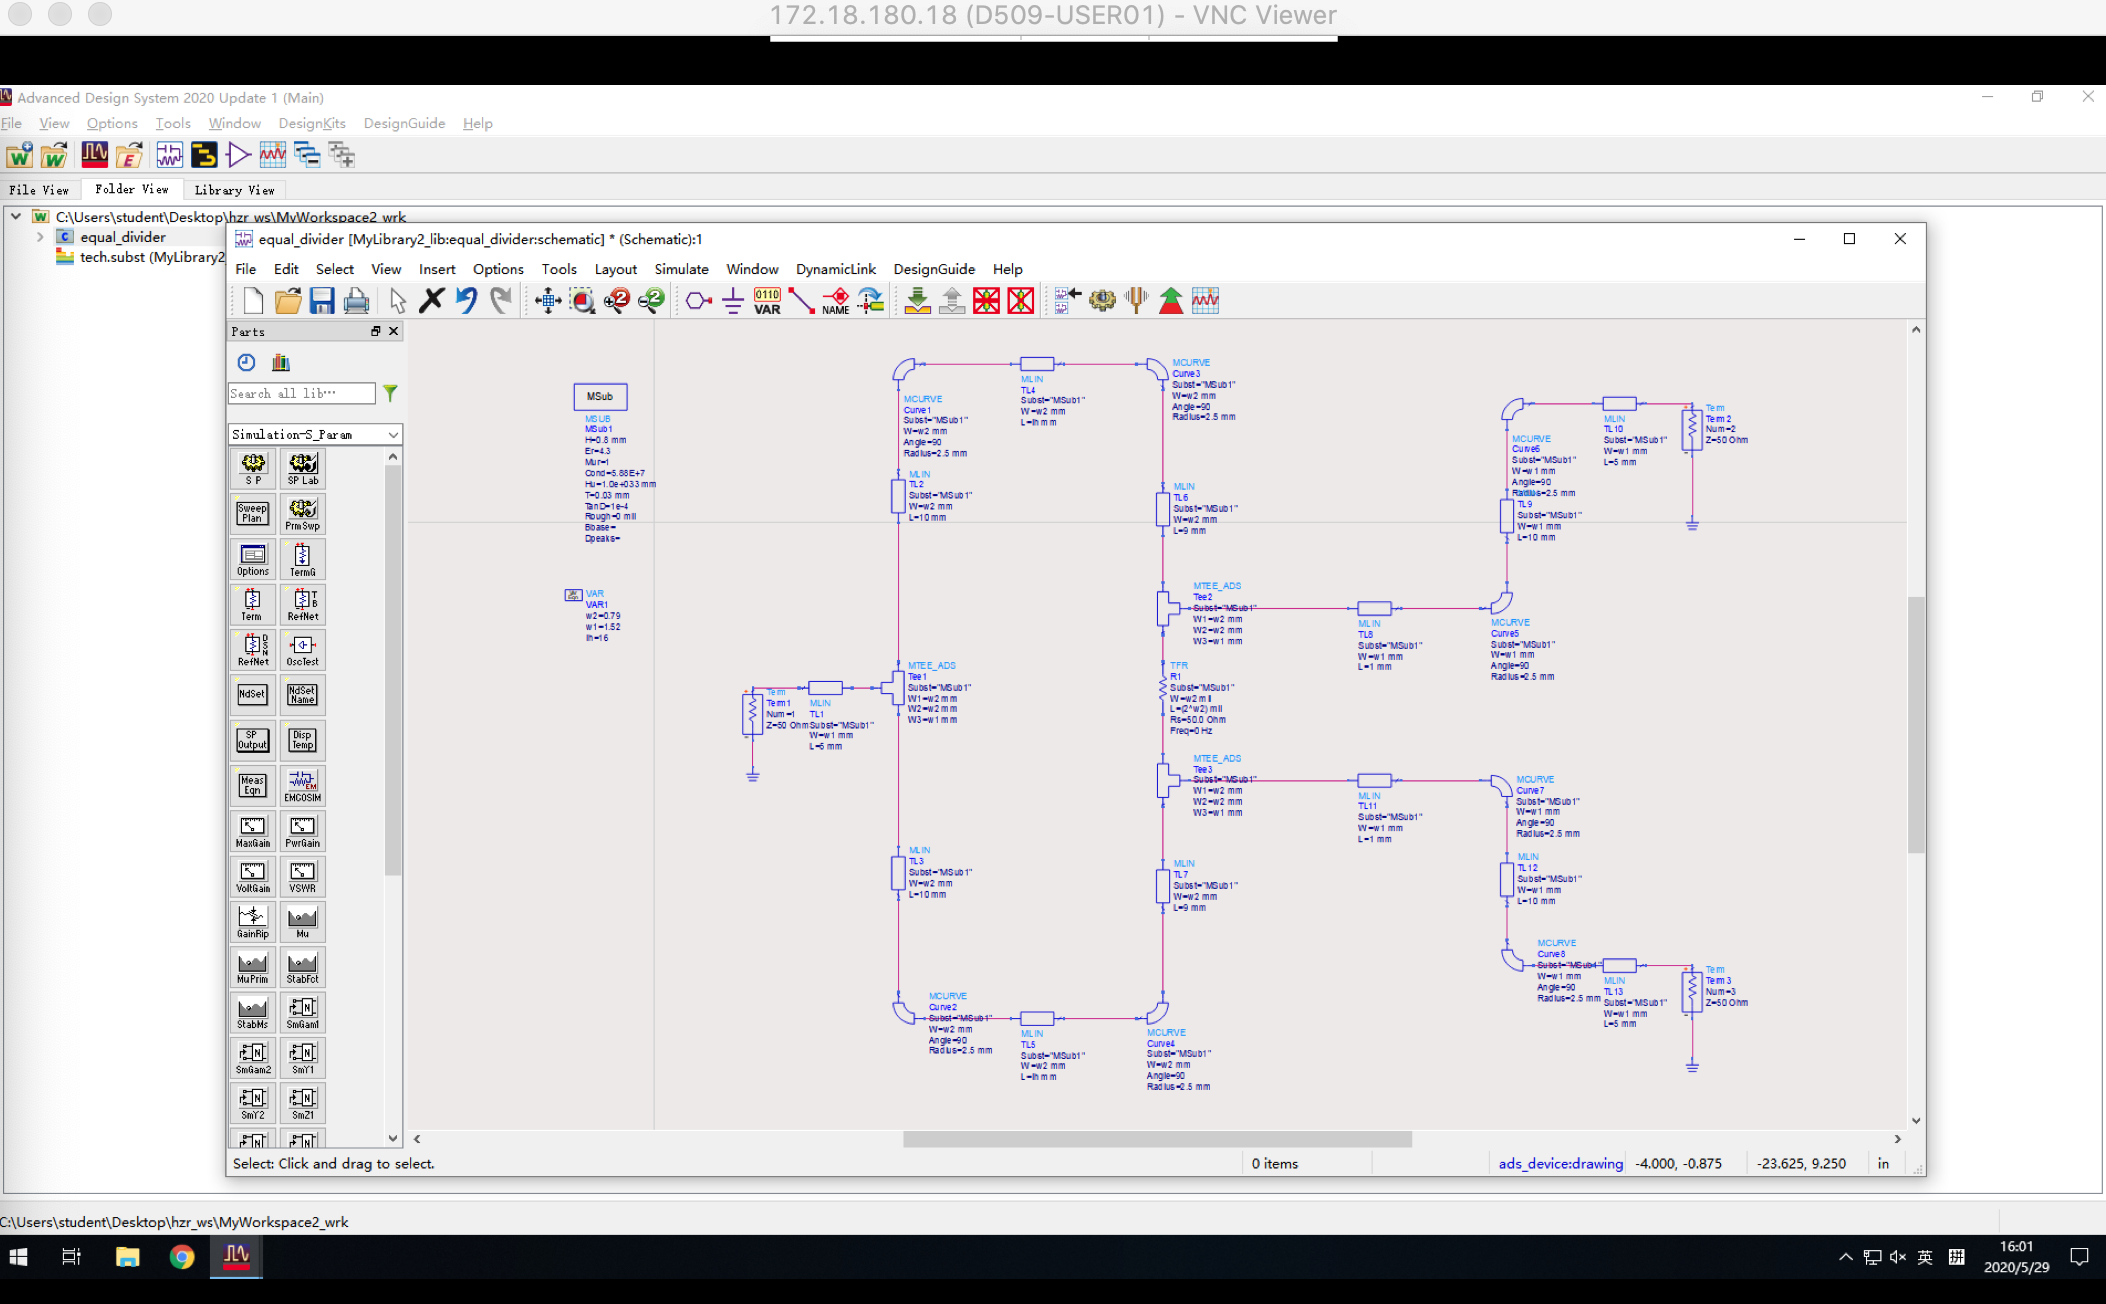 172.18.180.18 (D509-USER01) - VNC Viewer
Advanced Design System 2020 Update 1 (Main)
File View Options Tools Window DesignKits DesignGuide Help
File View Folder View Library View
C:\Users\student\Desktop\hzr_ws\MyWorkspace2_wrk
equal_divider
tech.subst (MyLibrary2
equal_divider [MyLibrary2_lib:equal_divider:schematic] * (Schematic):1
File Edit Select View Insert Options Tools Layout Simulate Window DynamicLink DesignGuide Help
VAR NAME
Parts
Search all lib…
Simulation-S_Param
S P SP Lab
Sweep Plan PrmSwp
Options TermG
Term RefNet
RefNet OscTest
NdSet NdSet Name
SP Output Disp Temp
Meas Eqn EMCOSIM
MaxGain PwrGain
VoltGain VSWR
GainRip Mu
MuPrim StabFct
StabMs SmGam1
SmGam2 SmY1
SmY2 SmZ1
MSub
MSUB
MSub1
H=0.8 mm
Er=4.3
Mur=1
Cond=5.88E+7
Hu=1.0e+033 mm
T=0.03 mm
TanD=1e-4
Rough=0 mil
Bbase=
Dpeaks=
VAR
VAR1
w2=0.79
w1=1.52
lh=16
Term
Term1
Num=1
Z=50 Ohm
MLIN
TL1
Subst="MSub1"
W=w1 mm
L=5 mm
MTEE_ADS
Tee1
Subst="MSub1"
W1=w2 mm
W2=w2 mm
W3=w1 mm
MCURVE
Curve1
Subst="MSub1"
W=w2 mm
Angle=90
Radius=2.5 mm
MLIN
TL2
Subst="MSub1"
W=w2 mm
L=10 mm
MLIN
TL4
Subst="MSub1"
W=w2 mm
L=lh mm
MCURVE
Curve3
Subst="MSub1"
W=w2 mm
Angle=90
Radius=2.5 mm
MLIN
TL6
Subst="MSub1"
W=w2 mm
L=9 mm
MTEE_ADS
Tee2
Subst="MSub1"
W1=w2 mm
W2=w2 mm
W3=w1 mm
TFR
R1
Subst="MSub1"
W=w2 mil
L=(2*w2) mil
Rs=50.0 Ohm
Freq=0 Hz
MTEE_ADS
Tee3
Subst="MSub1"
W1=w2 mm
W2=w2 mm
W3=w1 mm
MLIN
TL3
Subst="MSub1"
W=w2 mm
L=10 mm
MLIN
TL7
Subst="MSub1"
W=w2 mm
L=9 mm
MCURVE
Curve2
Subst="MSub1"
W=w2 mm
Angle=90
Radius=2.5 mm
MLIN
TL5
Subst="MSub1"
W=w2 mm
L=lh mm
MCURVE
Curve4
Subst="MSub1"
W=w2 mm
Angle=90
Radius=2.5 mm
MLIN
TL8
Subst="MSub1"
W=w1 mm
L=1 mm
MCURVE
Curve5
Subst="MSub1"
W=w1 mm
Angle=90
Radius=2.5 mm
MCURVE
Curve6
Subst="MSub1"
W=w1 mm
Angle=90
Radius=2.5 mm
TL9
Subst="MSub1"
W=w1 mm
L=10 mm
MLIN
TL10
Subst="MSub1"
W=w1 mm
L=5 mm
Term
Term2
Num=2
Z=50 Ohm
MLIN
TL11
Subst="MSub1"
W=w1 mm
L=1 mm
MCURVE
Curve7
Subst="MSub1"
W=w1 mm
Angle=90
Radius=2.5 mm
MLIN
TL12
Subst="MSub1"
W=w1 mm
L=10 mm
MCURVE
Curve8
W=w1 mm
Angle=90
Radius=2.5 mm
MLIN
TL13
Subst="MSub1"
W=w1 mm
L=5 mm
Term
Term3
Num=3
Z=50 Ohm
Select: Click and drag to select.
0 items
ads_device:drawing -4.000, -0.875 -23.625, 9.250 in
C:\Users\student\Desktop\hzr_ws\MyWorkspace2_wrk
英
拼
16:01
2020/5/29